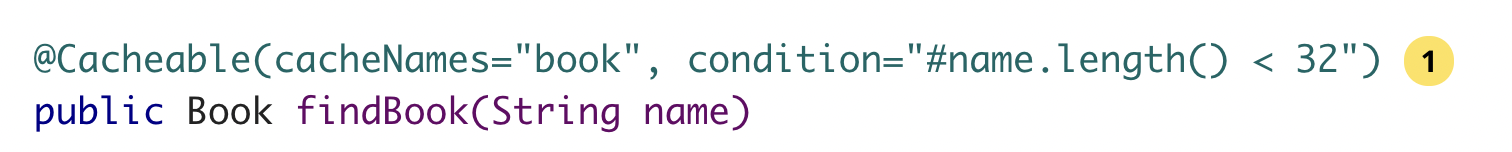 @Cacheable(cacheNames="book", condition="#name.length() < 32") 1
public Book findBook(String name)